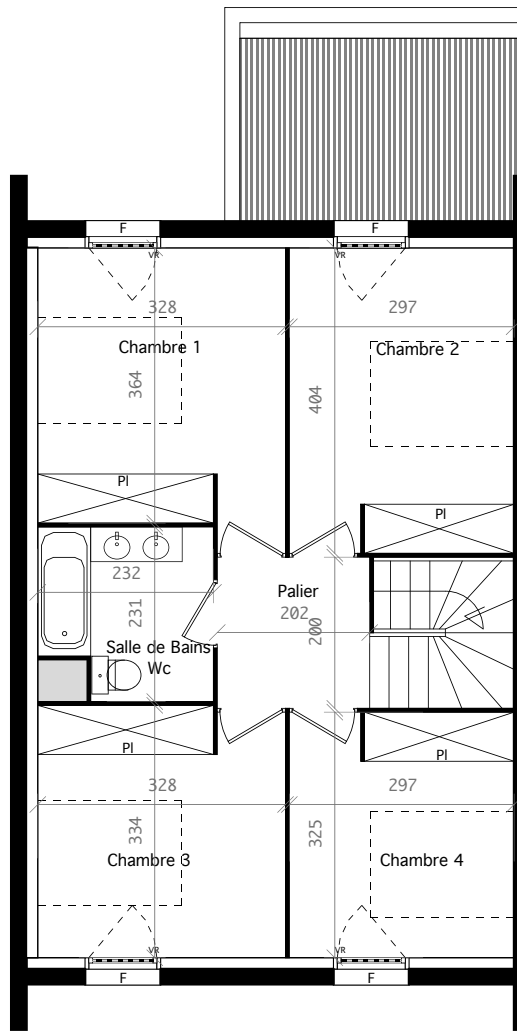 F
F
VR
VR
328
297
Chambre 1
Chambre 2
364
404
Pl
Pl
232
Palier
231
202
200
Salle de Bains
Wc
Pl
Pl
328
297
334
325
Chambre 3
Chambre 4
VR
VR
F
F